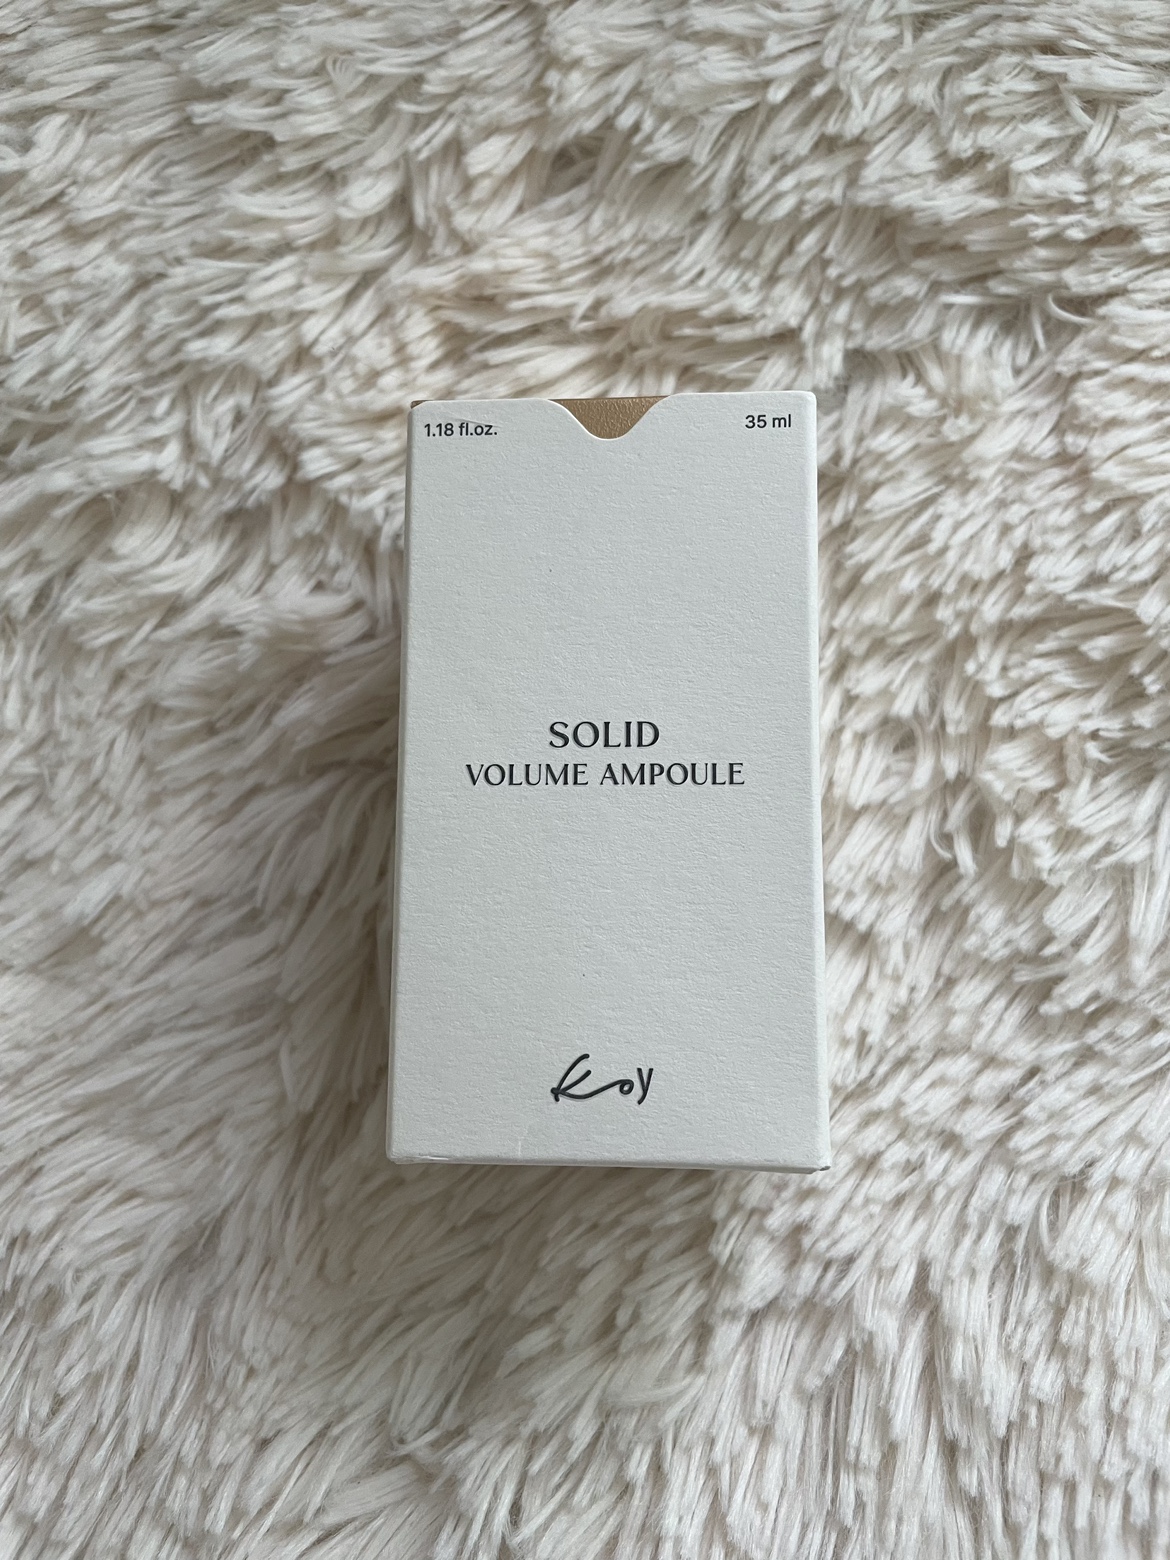 1.18 fl.oz. 35 ml
SOLID
VOLUME AMPOULE
Koy